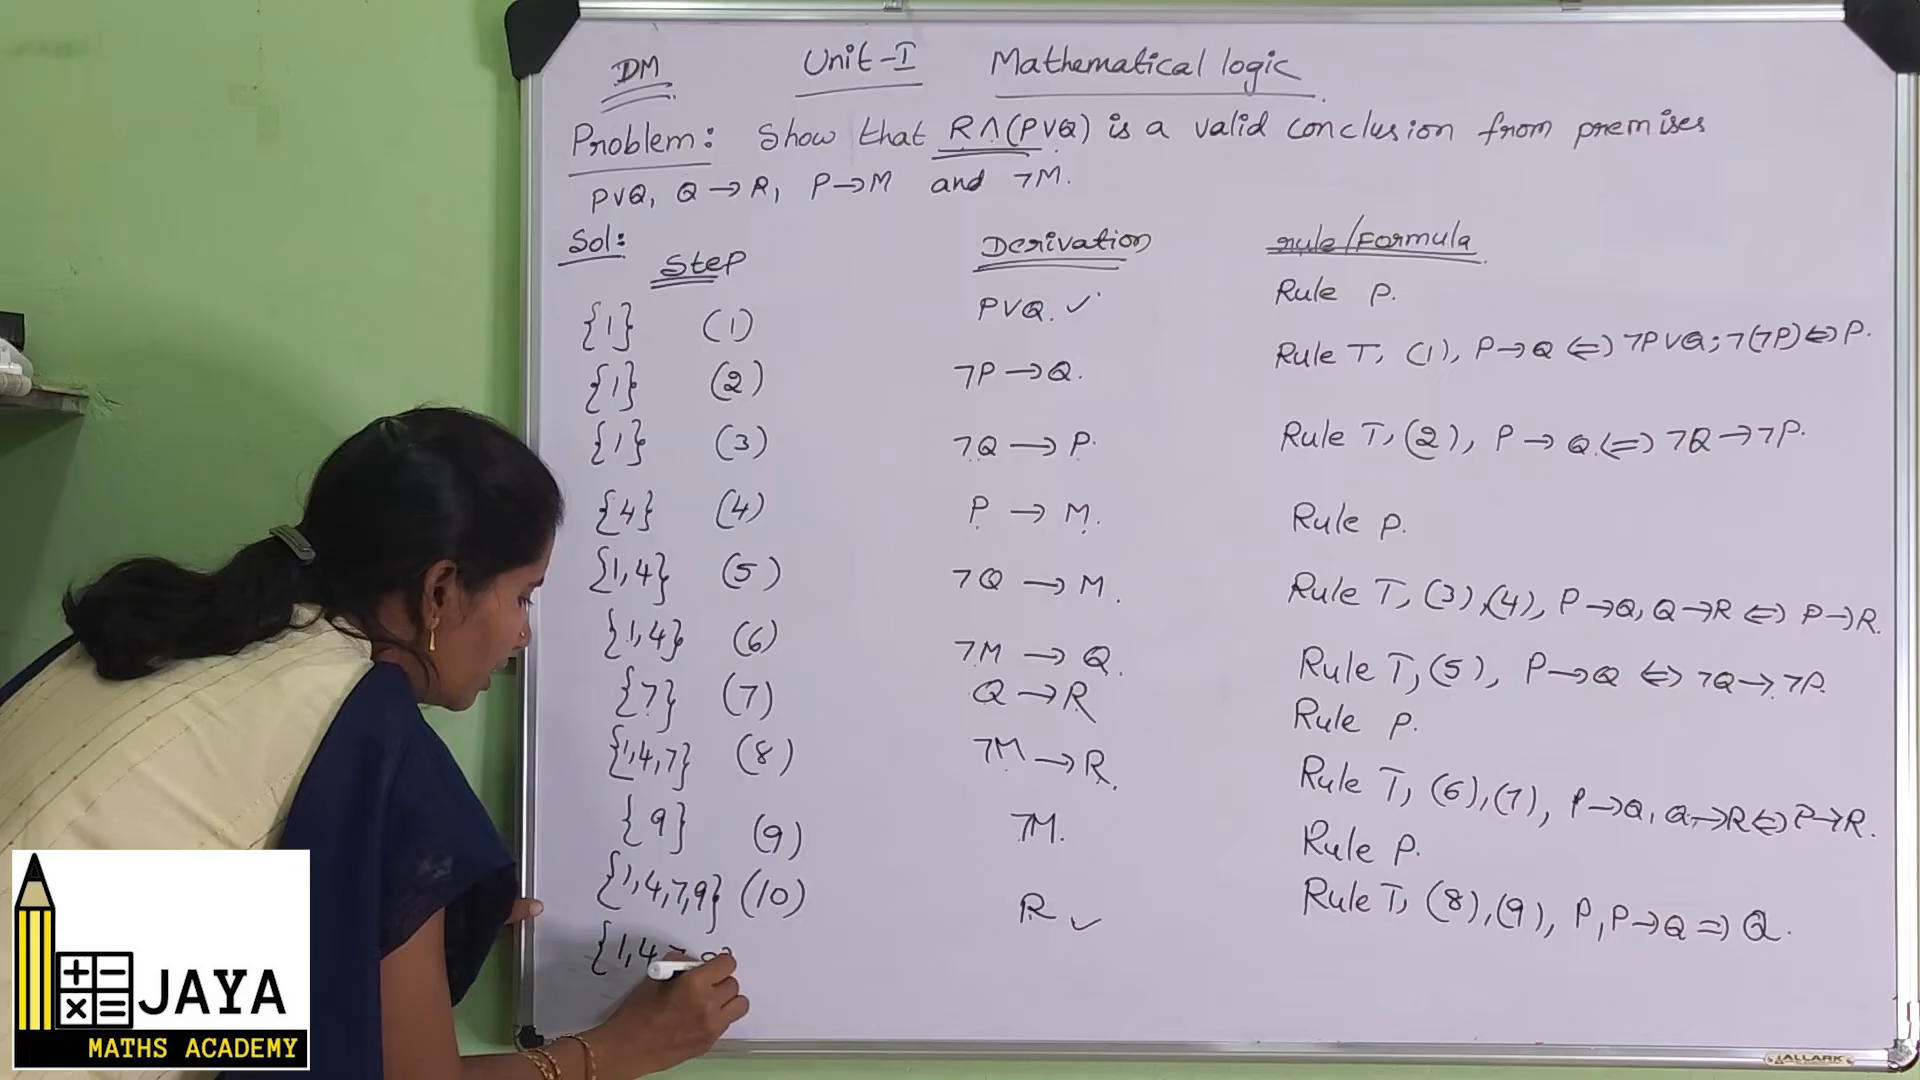 DM Unit-I Mathematical logic
Problem: Show that R∧(P∨Q) is a valid conclusion from premises
P∨Q, Q→R, P→M and ¬M.
Sol: Step Derivation rule/Formula
{1} (1) P∨Q. ✓ Rule P.
{1} (2) ¬P→Q. Rule T, (1), P→Q ⇔ ¬P∨Q; ¬(¬P)⇔P.
{1} (3) ¬Q→P. Rule T, (2), P→Q ⇔ ¬Q→¬P.
{4} (4) P→M. Rule P.
{1,4} (5) ¬Q→M. Rule T, (3),(4), P→Q, Q→R ⇔ P→R.
{1,4} (6) ¬M→Q. Rule T, (5), P→Q ⇔ ¬Q→¬P.
{7} (7) Q→R Rule P.
{1,4,7} (8) ¬M→R. Rule T, (6),(7), P→Q, Q→R⇔P→R.
{9} (9) ¬M. Rule P.
{1,4,7,9} (10) R ✓ Rule T, (8),(9), P,P→Q ⇒ Q.
{1,4
JAYA
MATHS ACADEMY
ALLARK